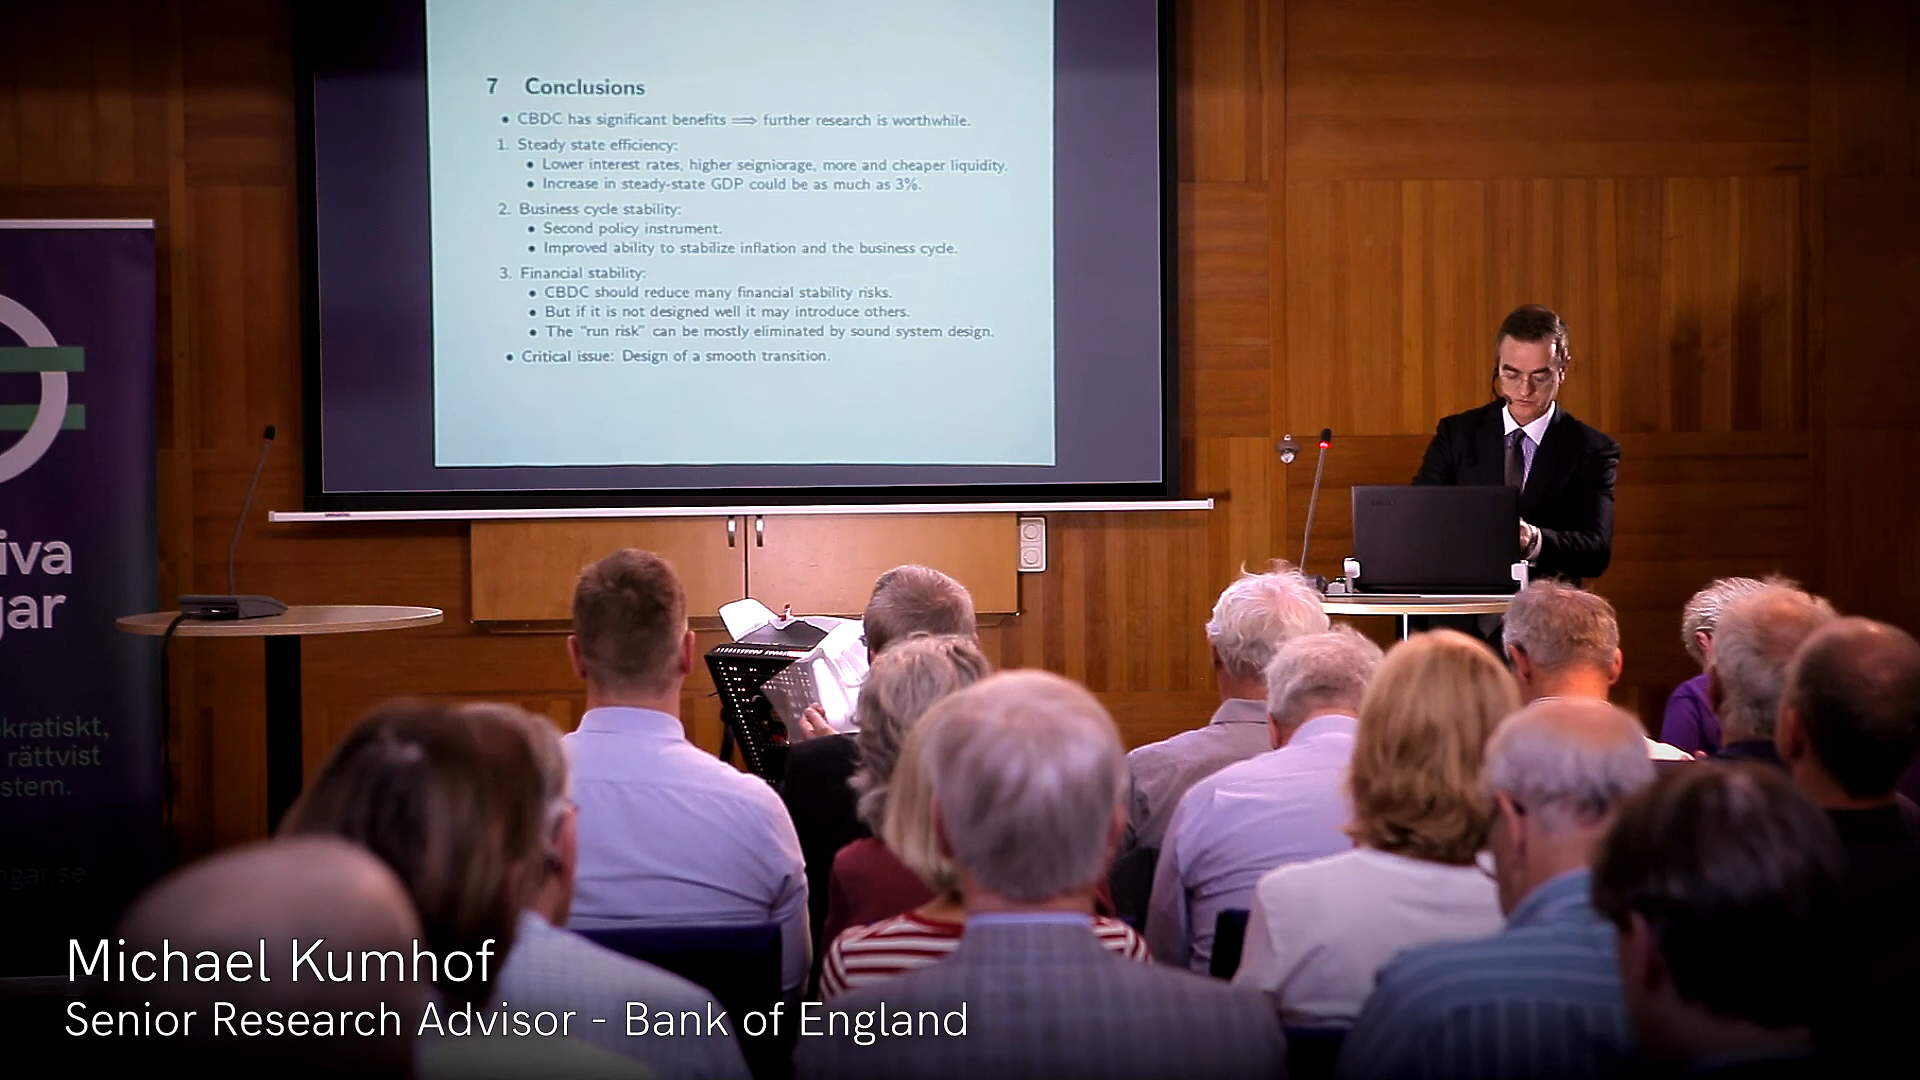 7 Conclusions
• CBDC has significant benefits ⟹ further research is worthwhile.
1. Steady state efficiency:
• Lower interest rates, higher seigniorage, more and cheaper liquidity.
• Increase in steady-state GDP could be as much as 3%.
2. Business cycle stability:
• Second policy instrument.
• Improved ability to stabilize inflation and the business cycle.
3. Financial stability:
• CBDC should reduce many financial stability risks.
• But if it is not designed well it may introduce others.
• The “run risk” can be mostly eliminated by sound system design.
• Critical issue: Design of a smooth transition.
iva
gar
okratiskt,
rättvist
stem.
ngar.se
Michael Kumhof
Senior Research Advisor - Bank of England